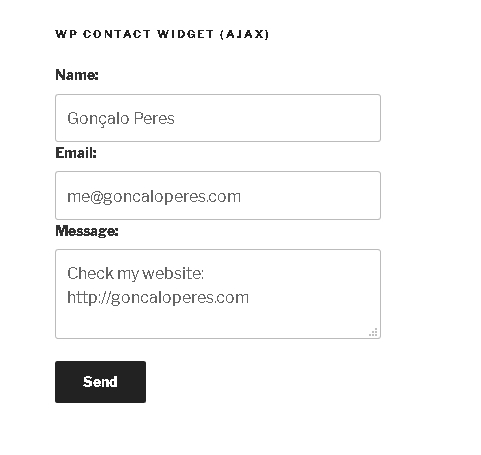 WP CONTACT WIDGET (AJAX)
Name:
Gonçalo Peres
Email:
me@goncaloperes.com
Message:
Check my website:
http://goncaloperes.com
Send